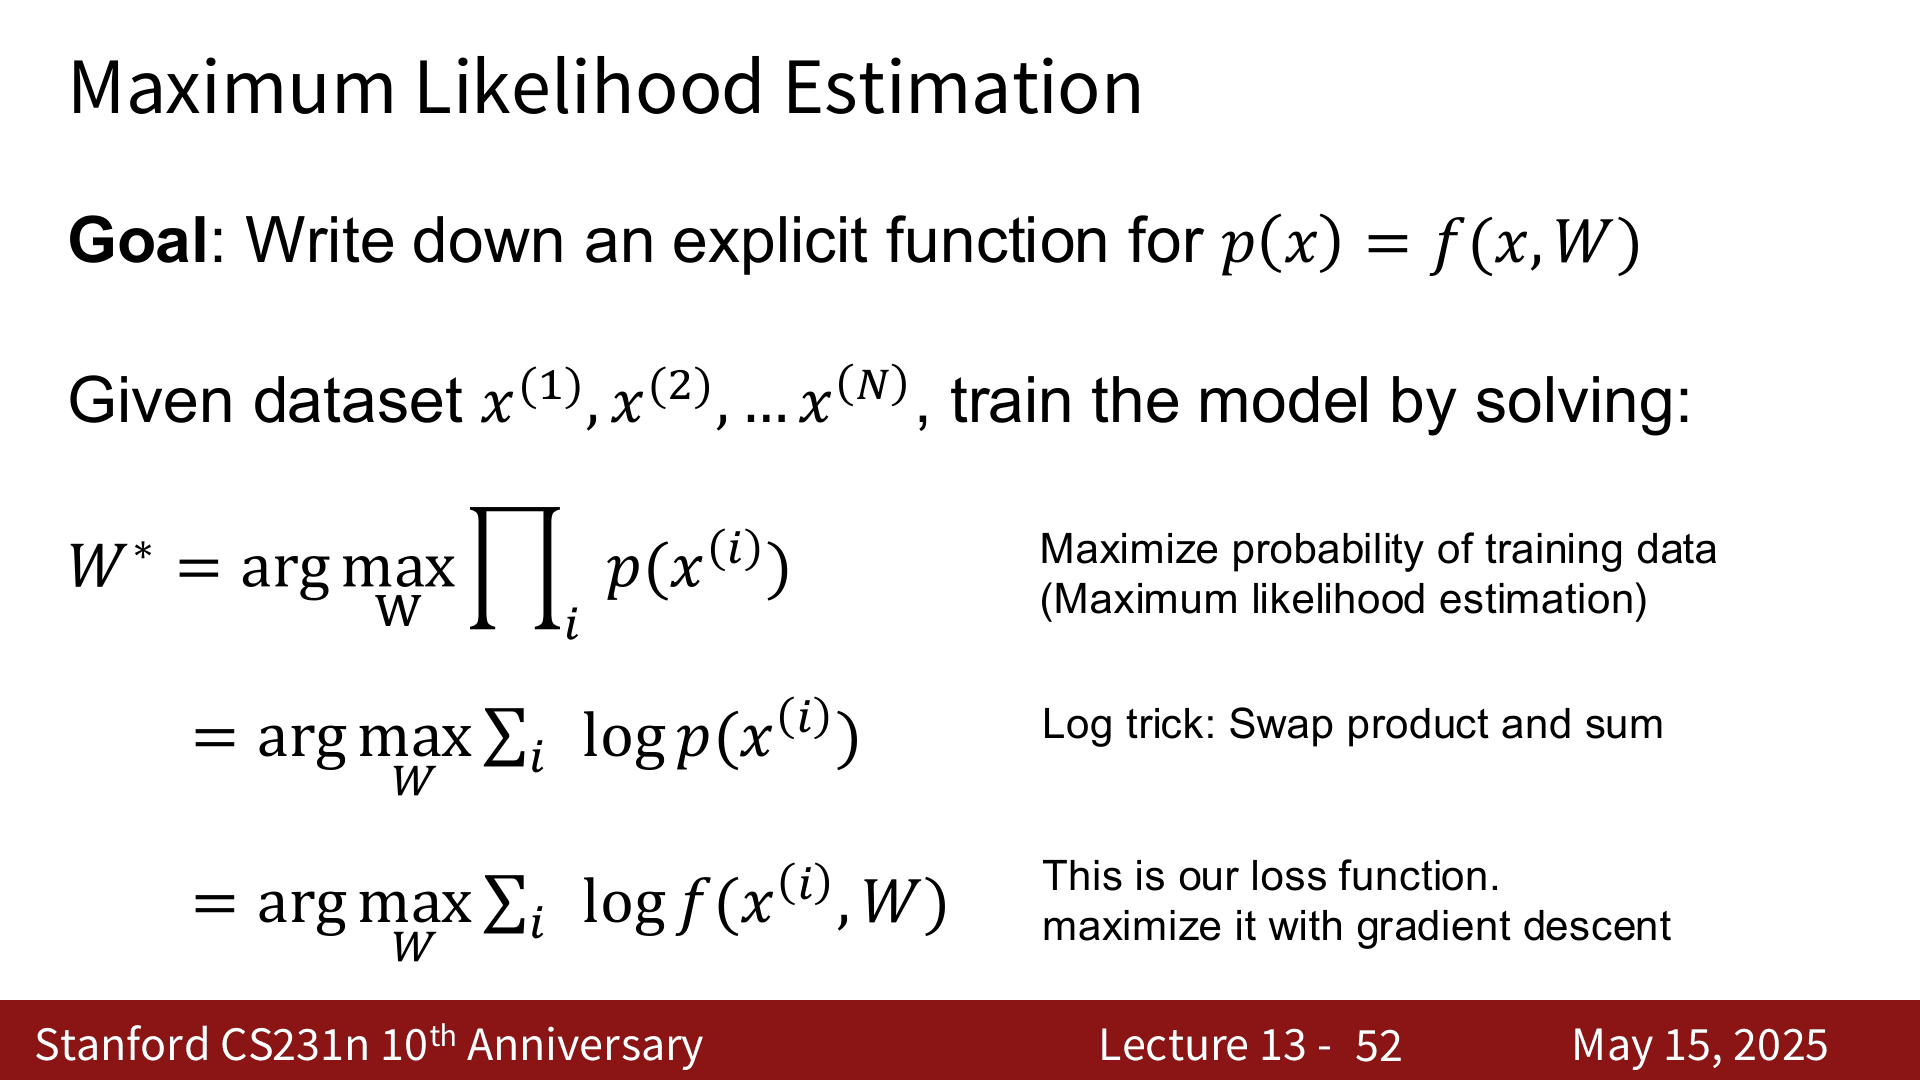 Maximum Likelihood Estimation
Goal: Write down an explicit function for p(x) = f(x, W)
Given dataset x^(1), x^(2), … x^(N), train the model by solving:
W* = arg max_W ∏_i p(x^(i))
Maximize probability of training data
(Maximum likelihood estimation)
= arg max_W ∑_i log p(x^(i))
Log trick: Swap product and sum
= arg max_W ∑_i log f(x^(i), W)
This is our loss function.
maximize it with gradient descent
Stanford CS231n 10th Anniversary
Lecture 13 - 52
May 15, 2025